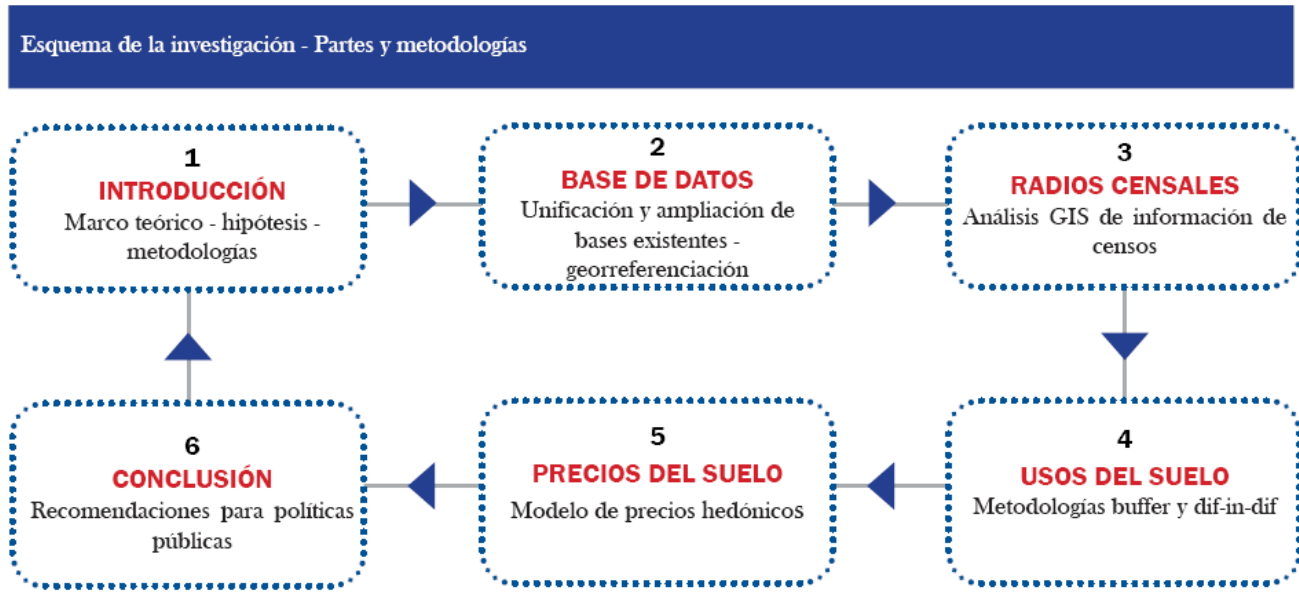 Esquema de la investigación - Partes y metodologías
1
INTRODUCCIÓN
Marco teórico - hipótesis -
metodologías
2
BASE DE DATOS
Unificación y ampliación de
bases existentes -
georreferenciación
3
RADIOS CENSALES
Análisis GIS de información de
censos
4
USOS DEL SUELO
Metodologías buffer y dif-in-dif
5
PRECIOS DEL SUELO
Modelo de precios hedónicos
6
CONCLUSIÓN
Recomendaciones para políticas
públicas